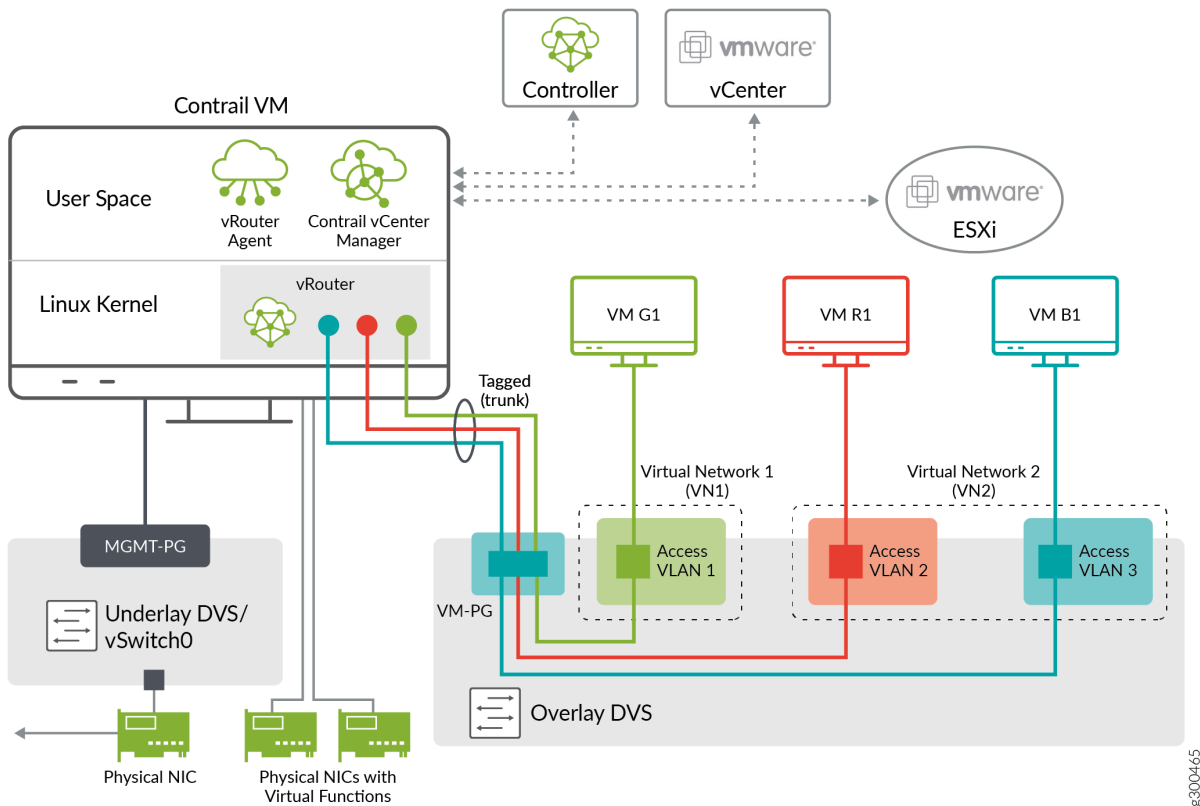 Controller
vmware®
vCenter
Contrail VM
User Space
vRouter
Agent
Contrail vCenter
Manager
vmware®
ESXi
Linux Kernel
vRouter
VM G1
VM R1
VM B1
Tagged
(trunk)
Virtual Network 1
(VN1)
Virtual Network 2
(VN2)
MGMT-PG
Access
VLAN 1
Access
VLAN 2
Access
VLAN 3
VM-PG
Underlay DVS/
vSwitch0
Overlay DVS
Physical NIC
Physical NICs with
Virtual Functions
g300465